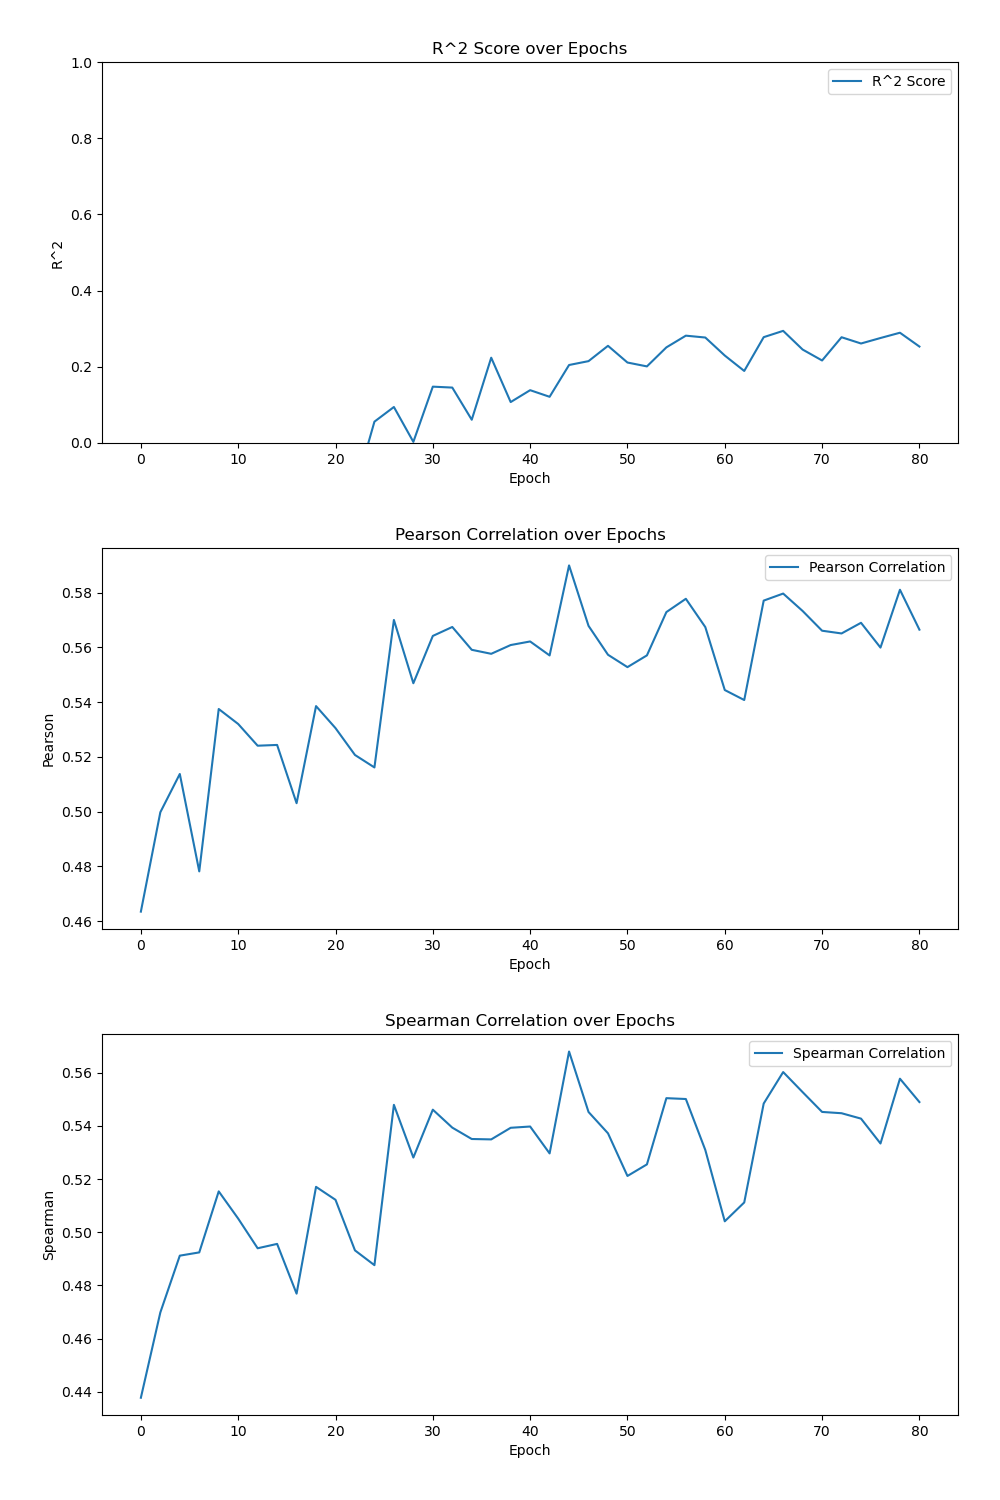 R^2 Score over Epochs
R^2 Score
1.0
0.8
0.6
0.4
0.2
0.0
R^2
0 10 20 30 40 50 60 70 80
Epoch
Pearson Correlation over Epochs
Pearson Correlation
0.58
0.56
0.54
0.52
0.50
0.48
0.46
Pearson
0 10 20 30 40 50 60 70 80
Epoch
Spearman Correlation over Epochs
Spearman Correlation
0.56
0.54
0.52
0.50
0.48
0.46
0.44
Spearman
0 10 20 30 40 50 60 70 80
Epoch